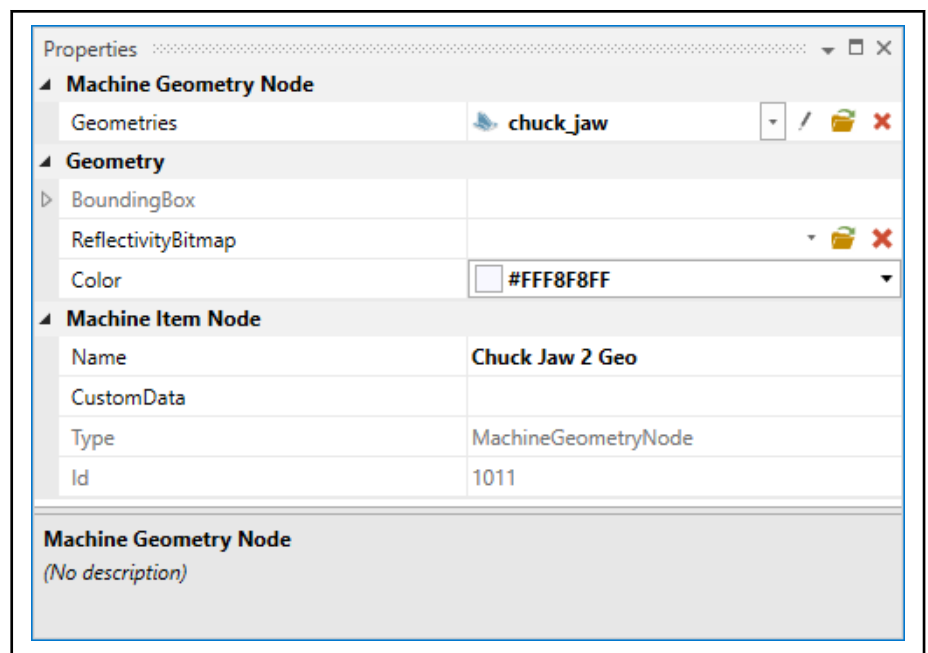 Properties
Machine Geometry Node
Geometries chuck_jaw
Geometry
BoundingBox
ReflectivityBitmap
Color #FFF8F8FF
Machine Item Node
Name Chuck Jaw 2 Geo
CustomData
Type MachineGeometryNode
Id 1011
Machine Geometry Node
(No description)